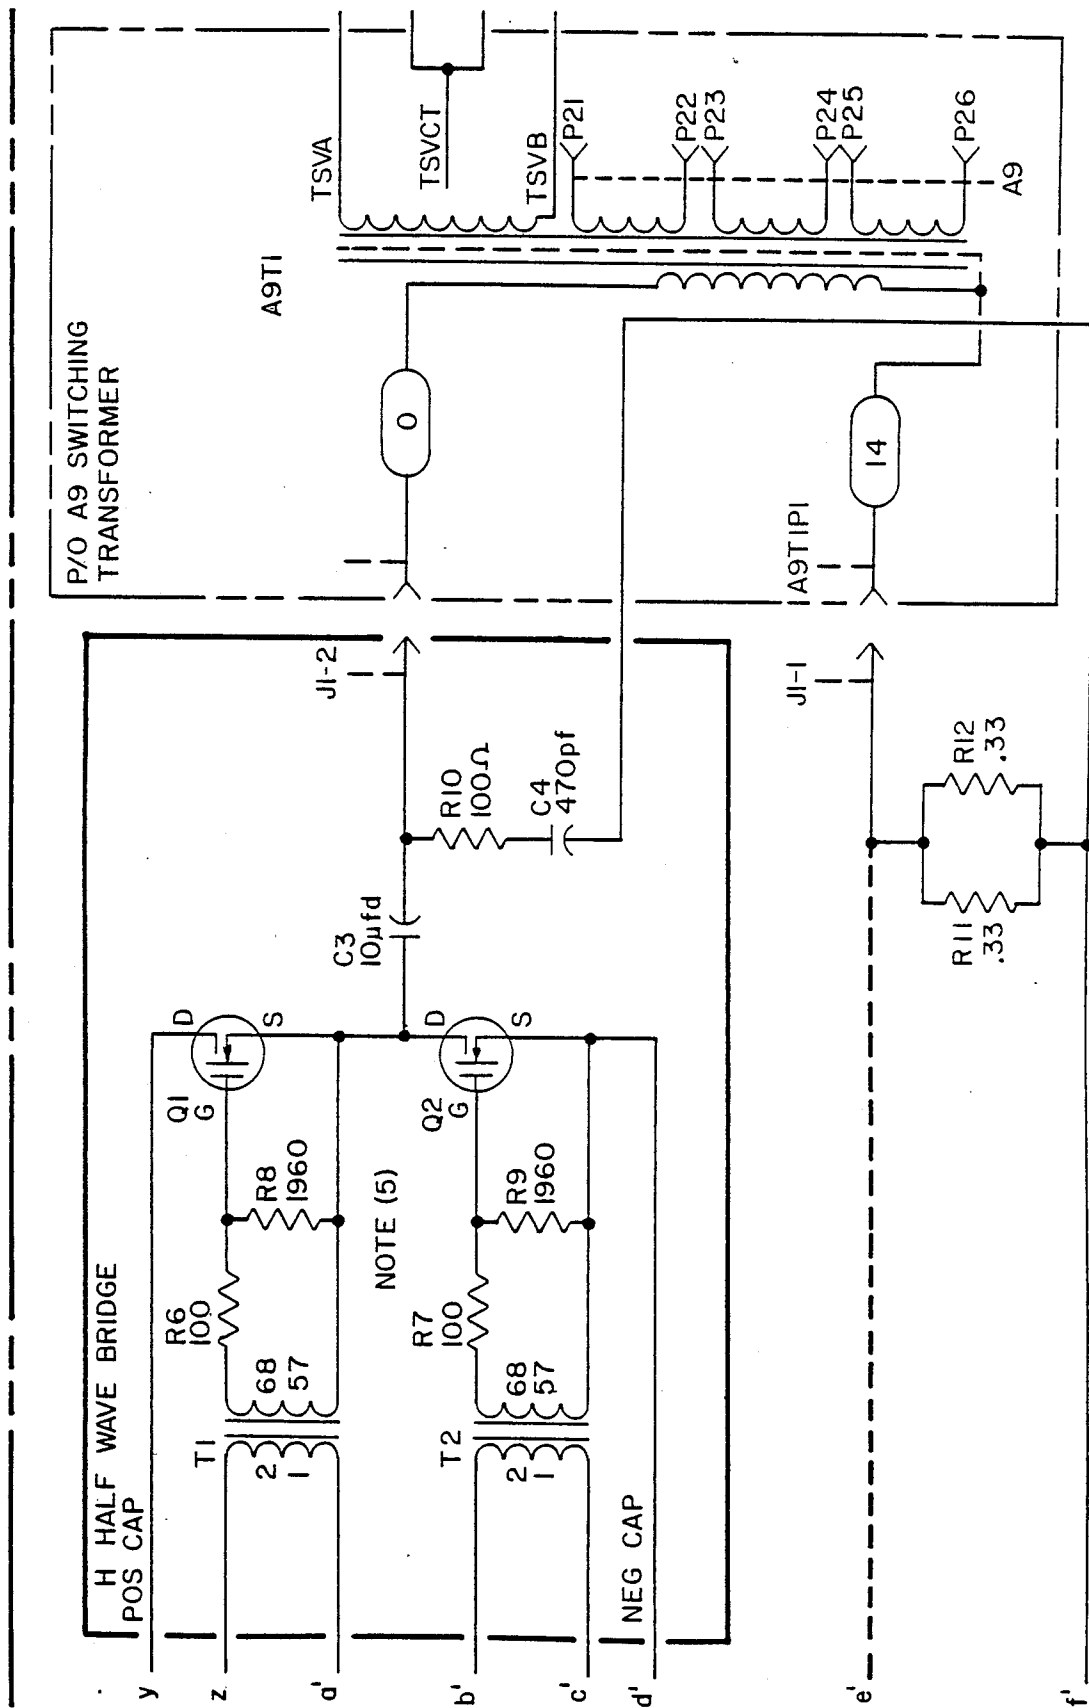 H HALF WAVE BRIDGE
POS CAP
y
z
a'
b'
c'
d'
e'
f'
T1
2
1
68
57
R6
100
R8
1960
Q1
G
D
S
NOTE (5)
T2
2
1
68
57
R7
100
R9
1960
Q2
G
D
S
NEG CAP
C3
10µfd
R10
100Ω
C4
470pf
J1-2
J1-1
R11
.33
R12
.33
P/O A9 SWITCHING
TRANSFORMER
A9T1
0
14
A9T1P1
TSVA
TSVCT
TSVB
P21
P22
P23
P24
P25
P26
A9